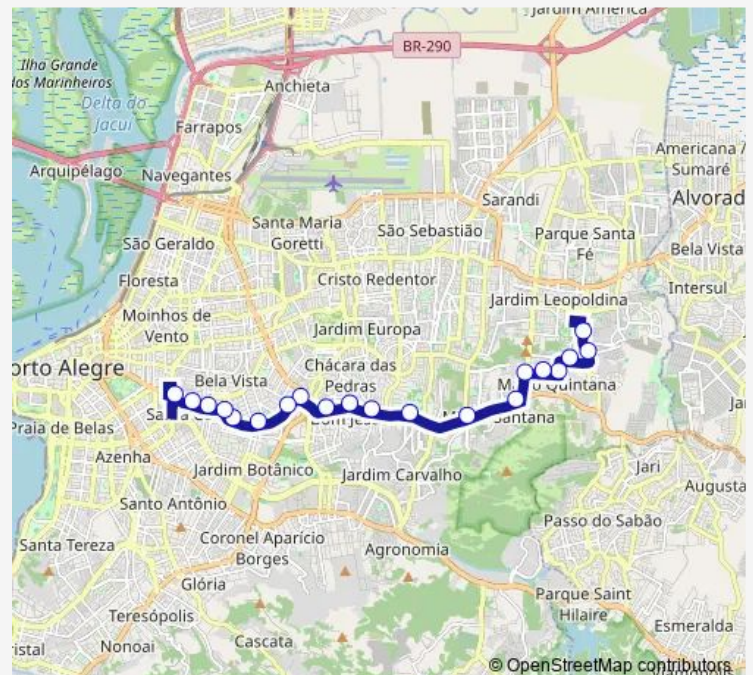 Jardim América
Ilha Grande
dos Marinheiros
BR-290
Anchieta
Delta do
Jacuí
Farrapos
Arquipélago
Navegantes
Americana /
Sumaré
Sarandi
Alvorad
Santa Maria
Goretti
São Sebastião
Parque Santa
Fé
São Geraldo
Bela Vista
Floresta
Cristo Redentor
Intersul
Jardim Leopoldina
Moinhos de
Vento
Jardim Europa
orto Alegre
Chácara das
Pedras
Bela Vista
Quintana
Praia de Belas
Santana
Azenha
Jardim Botânico
Jardim Carvalho
Jari
Augusta
Santo Antônio
Passo do Sabão
Santa Tereza
Coronel Aparicio
Borges
Agronomia
Glória
Parque Saint
Hilaire
Teresópolis
Esmeralda
ristal
Nonoai
Cascata
© OpenStreetMap contributors